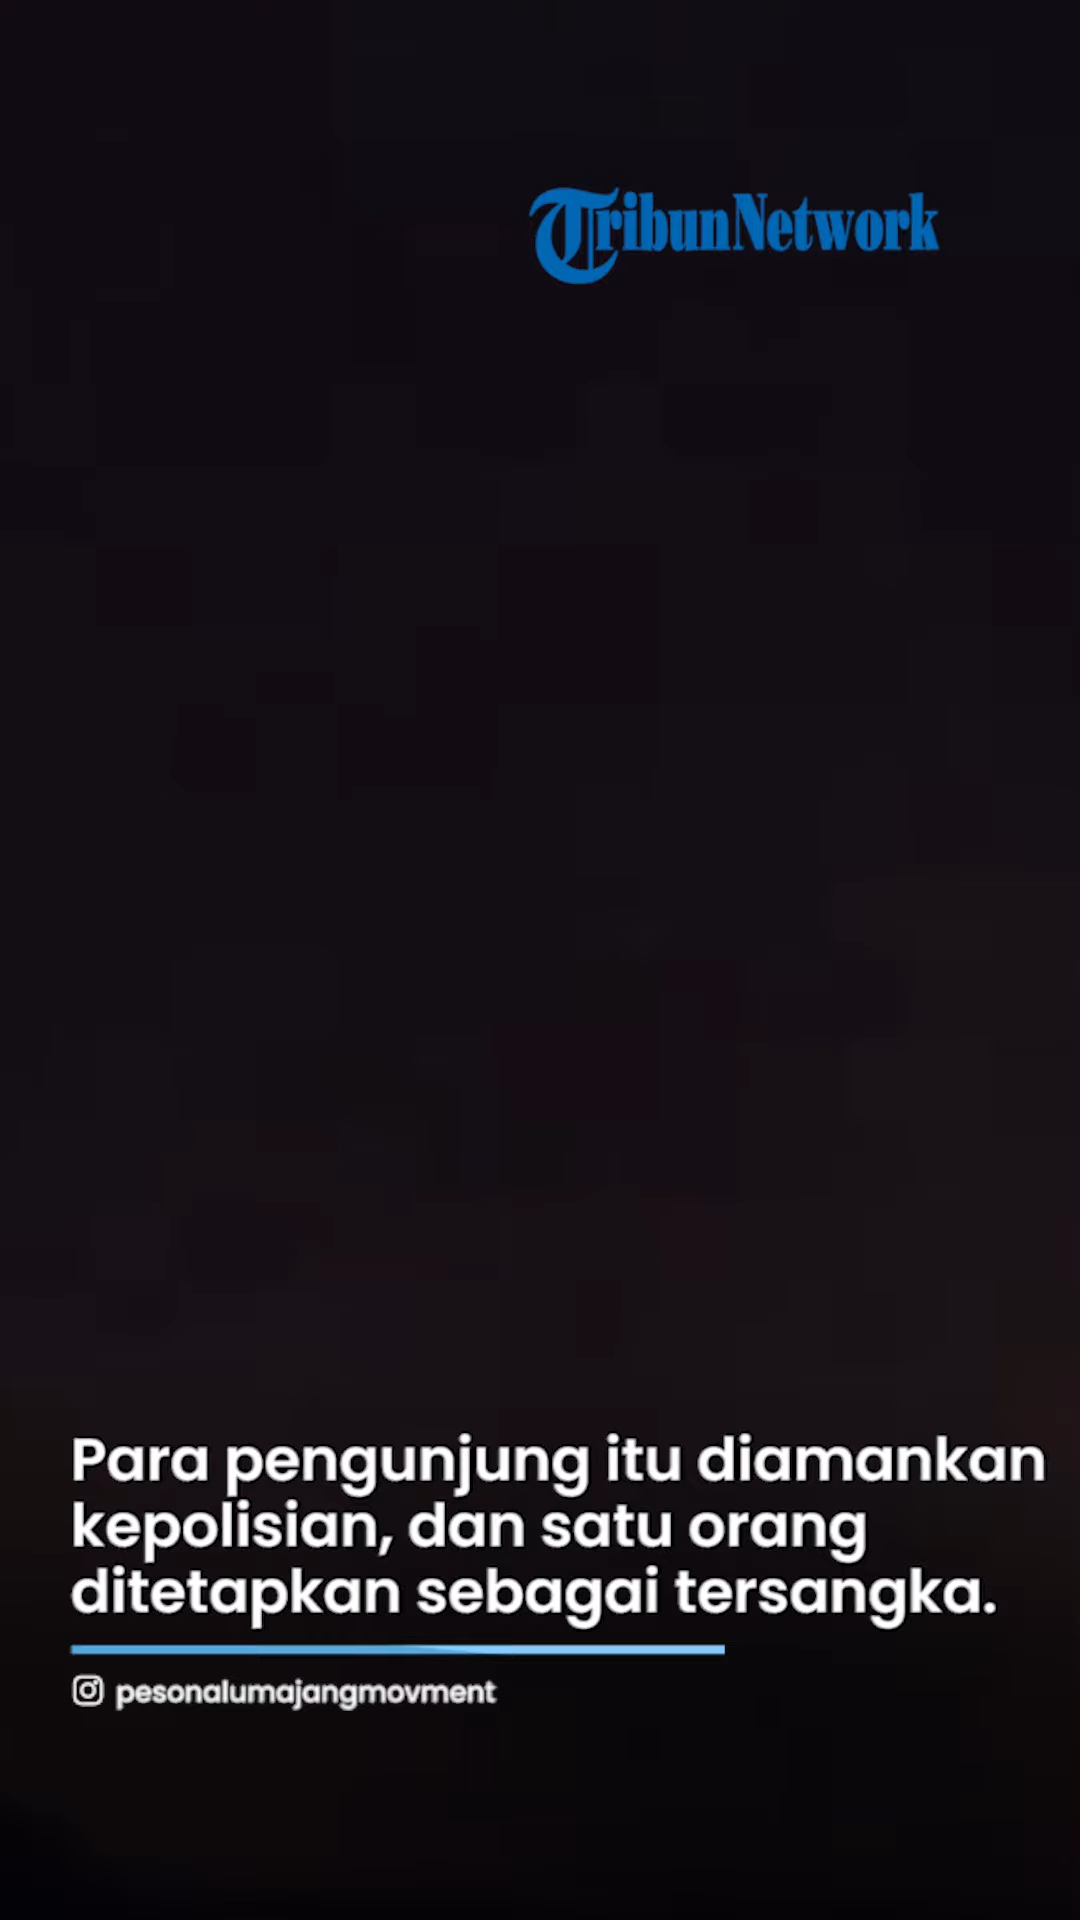 TribunNetwork
Para pengunjung itu diamankan
kepolisian, dan satu orang
ditetapkan sebagai tersangka.
pesonalumajangmovment